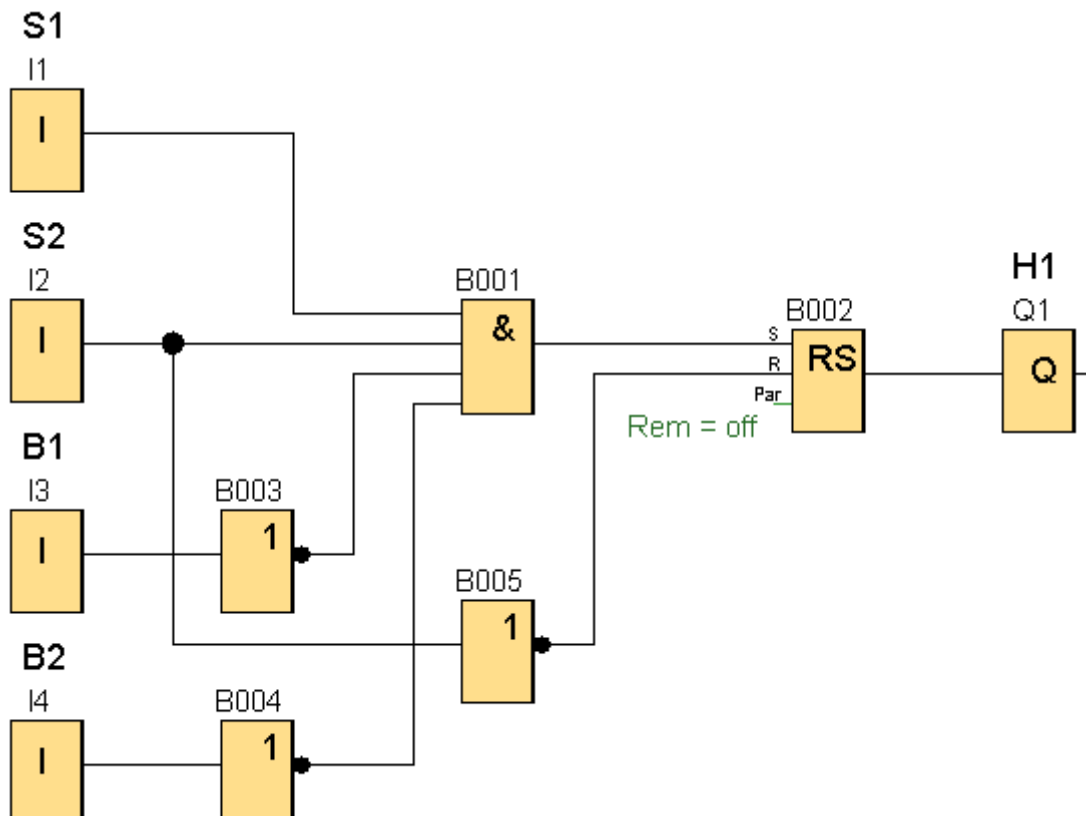 S1
I1
I
S2
I2
I
B1
I3
I
B2
I4
I
B003
1
B004
1
B001
&
B005
1
B002
S
R
Par
RS
Rem = off
H1
Q1
Q